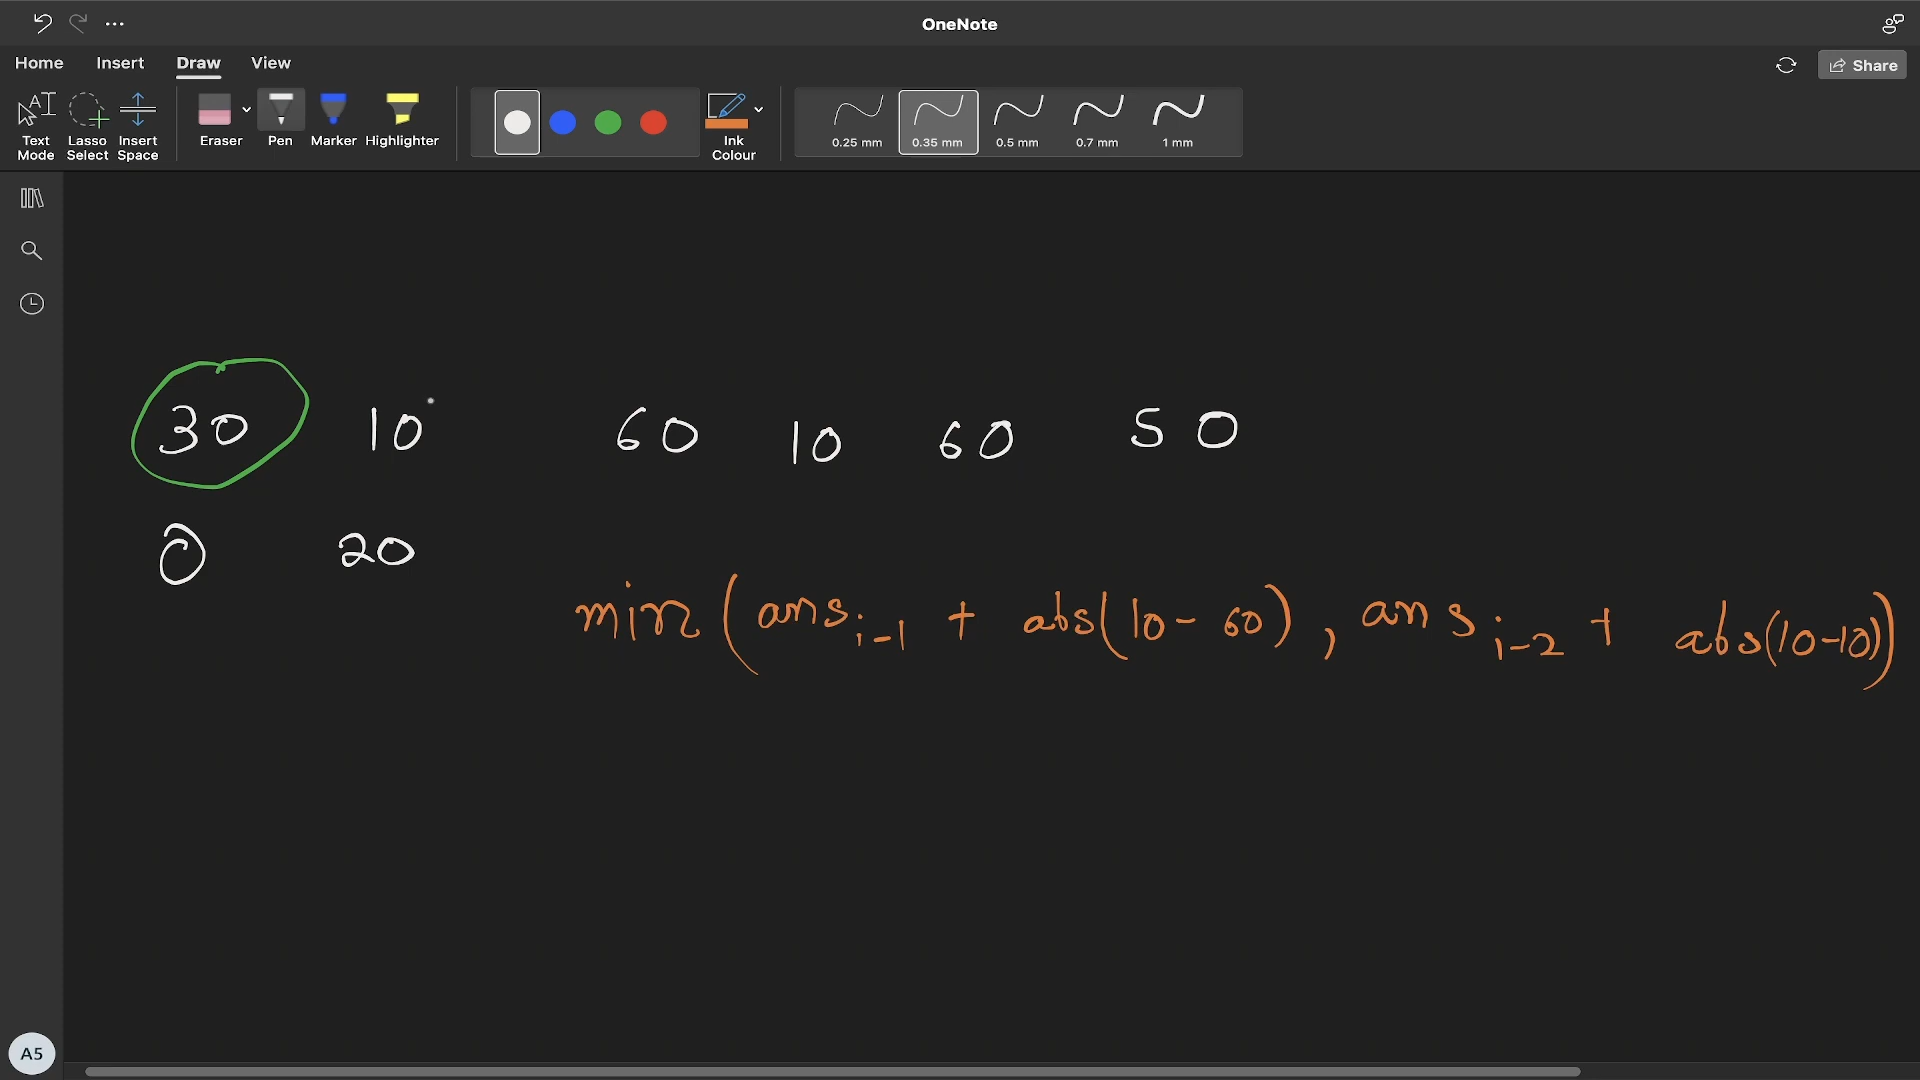 OneNote
Home Insert Draw View
Share
Text Mode
Lasso Select
Insert Space
Eraser
Pen
Marker
Highlighter
Ink Colour
0.25 mm
0.35 mm
0.5 mm
0.7 mm
1 mm
30 10 60 10 60 50
0 20
min (ans i-1 + abs(10 - 60), ans i-2 + abs(10-10))
A5